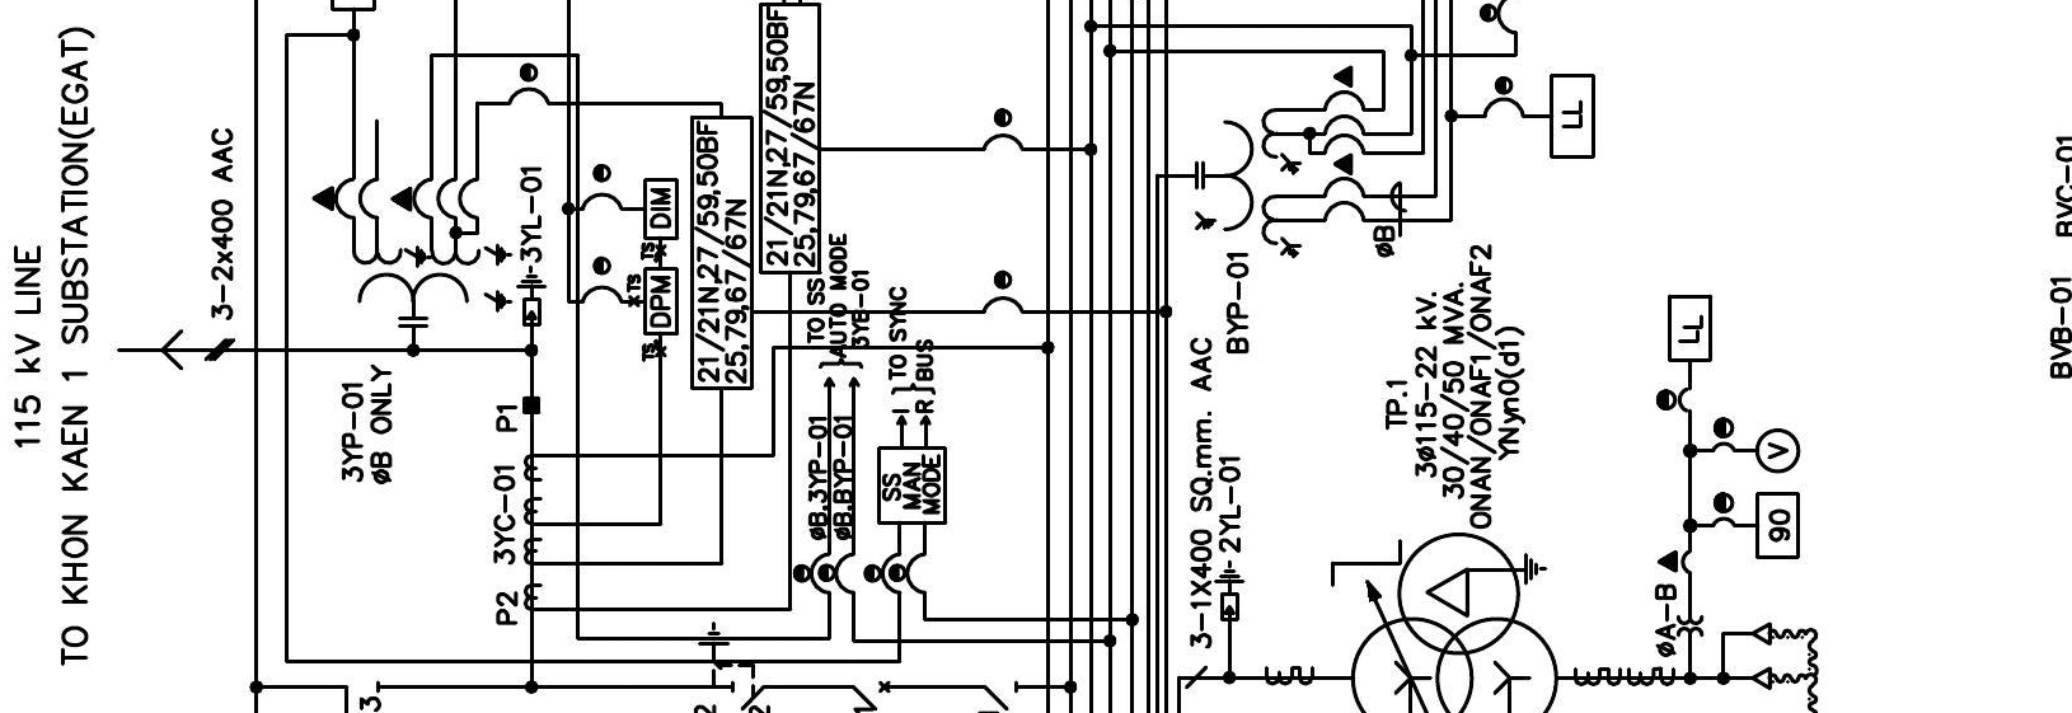 115 kV LINE
TO KHON KAEN 1 SUBSTATION(EGAT)
3-2x400 AAC
3YP-01
ØB ONLY
3YL-01
P1
3YC-01
P2
DIM
TS
TS
DPM
TS
21/21N,27/59,50BF
25,79,67/67N
21/21N,27/59,50BF
25,79,67/67N
TO SS
AUTO MODE
3YB-01
TO SYNC
BUS
I
R
ØB.3YP-01
ØB.BYP-01
SS
MAN
MODE
3
2
2
1
BYP-01
ØB
LL
3-1X400 SQ.mm. AAC
2YL-01
TP.1
3Ø115-22 kV.
30/40/50 MVA.
ONAN/ONAF1/ONAF2
YNyn0(d1)
LL
V
90
ØA-B
BVB-01
BVC-01